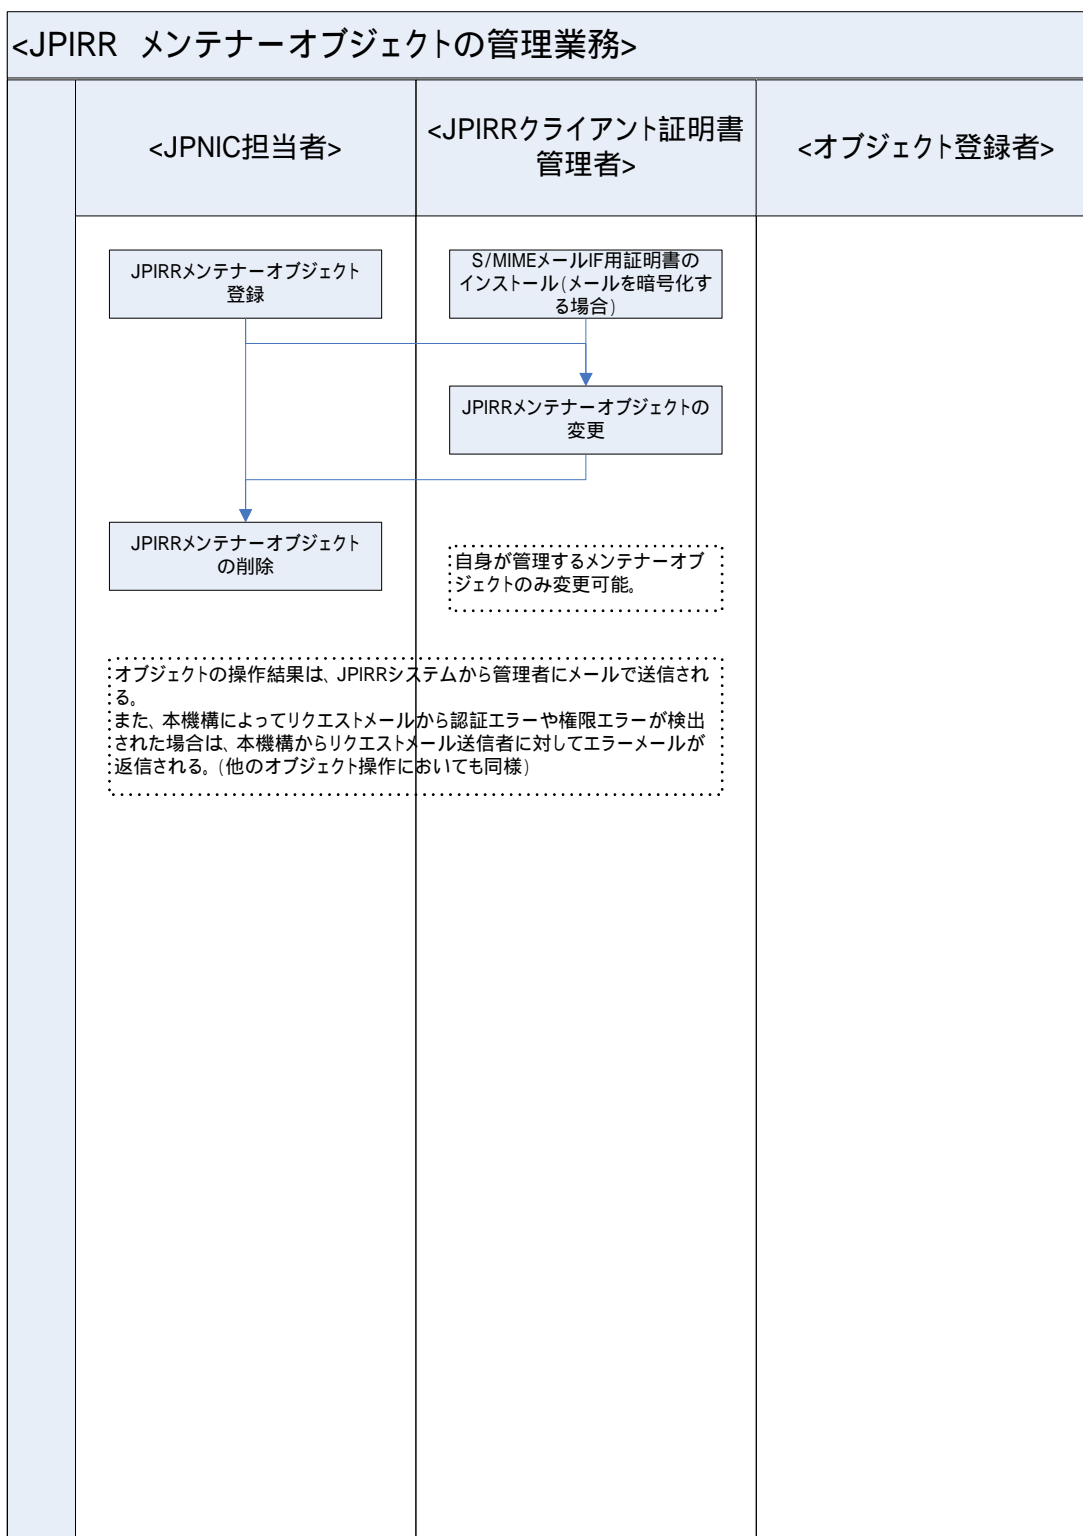 <JPIRR メンテナーオブジェクトの管理業務>
<JPNIC担当者>
<JPIRRクライアント証明書
管理者>
<オブジェクト登録者>
JPIRRメンテナーオブジェクト
登録
S/MIMEメールIF用証明書の
インストール(メールを暗号化す
る場合)
JPIRRメンテナーオブジェクトの
変更
JPIRRメンテナーオブジェクト
の削除
自身が管理するメンテナーオブ
ジェクトのみ変更可能。
オブジェクトの操作結果は、JPIRRシステムから管理者にメールで送信され
る。
また、本機構によってリクエストメールから認証エラーや権限エラーが検出
された場合は、本機構からリクエストメール送信者に対してエラーメールが
返信される。(他のオブジェクト操作においても同様)